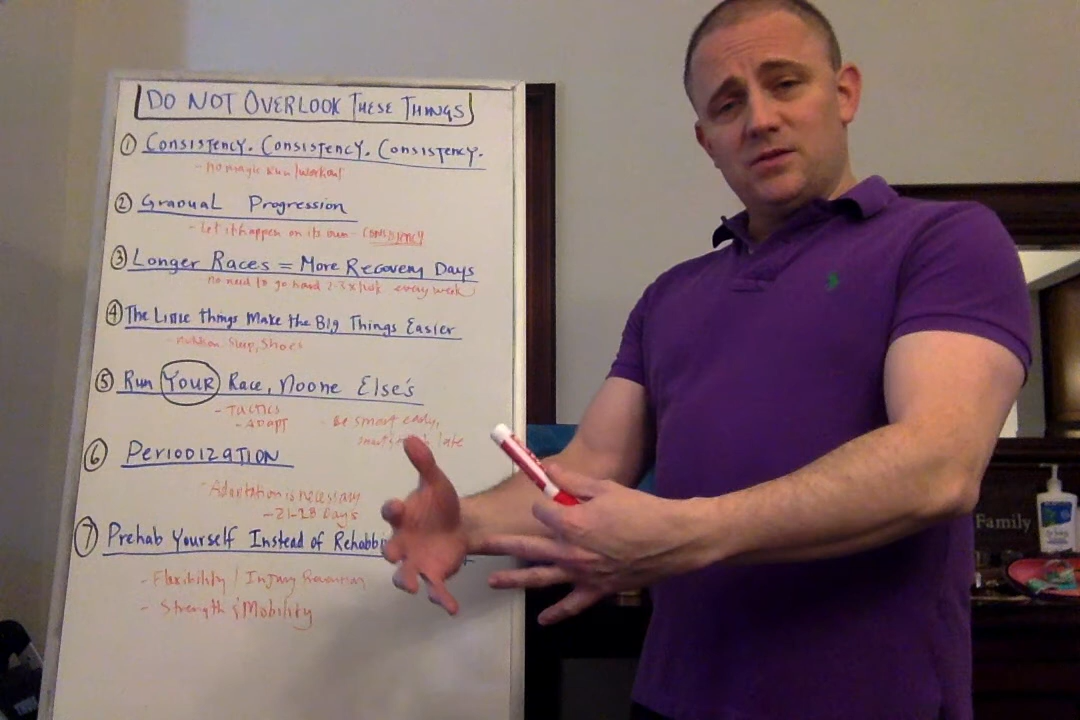 DO NOT OVERLOOK THESE THINGS
① CONSISTENCY. CONSISTENCY. CONSISTENCY.
- no magic run/workout
② GRADUAL PROGRESSION
- Let it happen on its own - CONSISTENCY
③ LONGER RACES = MORE RECOVERY DAYS
no need to go hard 2-3x/wk every week
④ THE LITTLE THINGS MAKE THE BIG THINGS EASIER
- nutrition, sleep, shoes
⑤ RUN YOUR RACE, NOONE ELSE'S
- TACTICS
- ADAPT
- Be smart early,
late
⑥ PERIODIZATION
- Adaptation is necessary
- 21-28 Days
⑦ PREHAB YOURSELF INSTEAD OF REHABBI
- Flexibility / Injury Prevention
- Strength & Mobility
Family